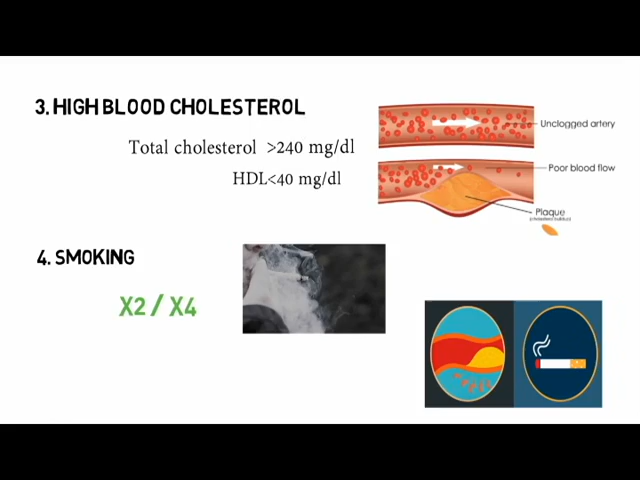 3. HIGH BLOOD CHOLESTEROL
Total cholesterol >240 mg/dl
HDL<40 mg/dl
Unclogged artery
Poor blood flow
Plaque
4. SMOKING
X2 / X4